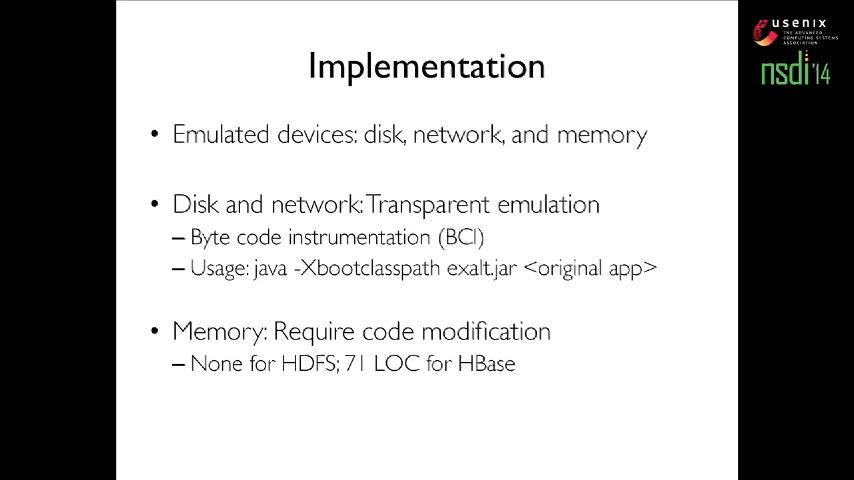 usenix
THE ADVANCED
COMPUTING SYSTEMS
ASSOCIATION
nsdi '14
Implementation
• Emulated devices: disk, network, and memory
• Disk and network: Transparent emulation
– Byte code instrumentation (BCI)
– Usage: java -Xbootclasspath exalt.jar <original app>
• Memory: Require code modification
– None for HDFS; 71 LOC for HBase